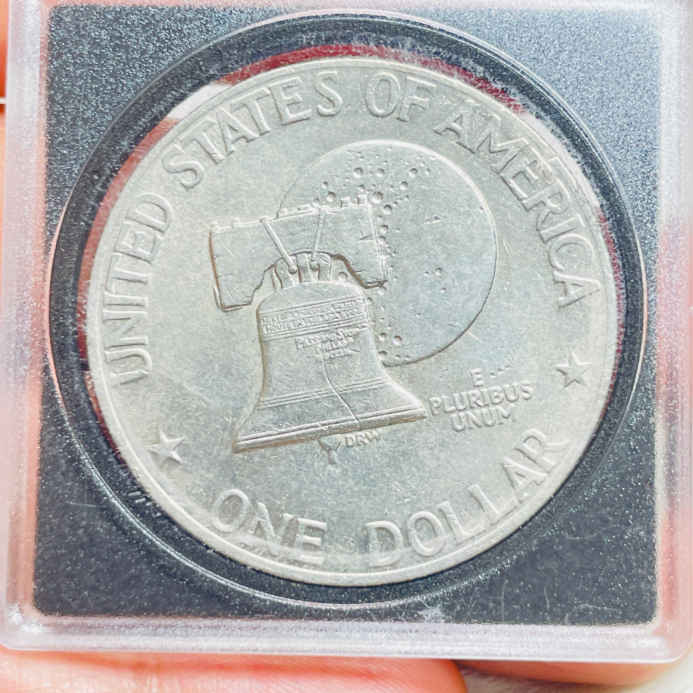 UNITED STATES OF AMERICA
E
PLURIBUS
UNUM
DRW
ONE DOLLAR